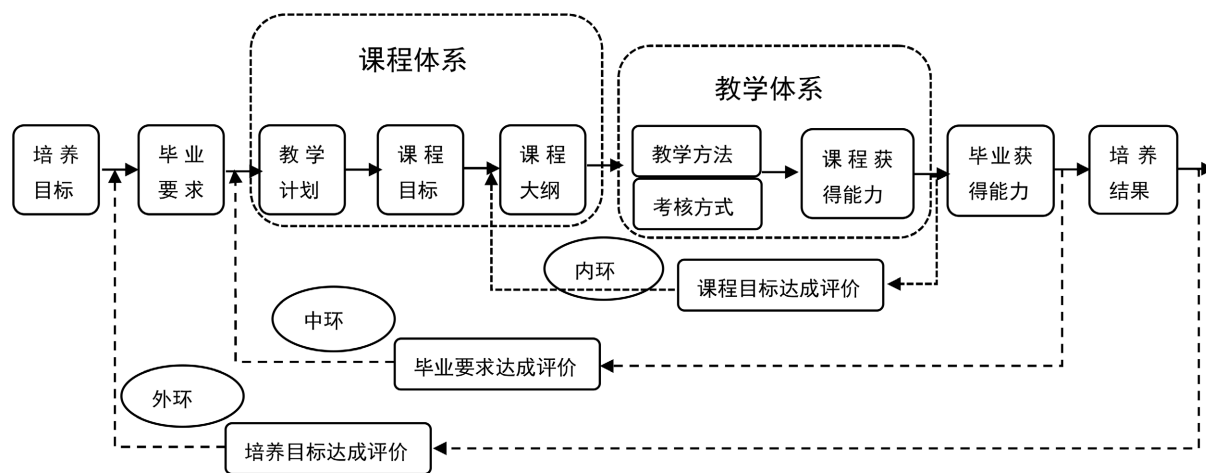 课程体系
教学体系
培 养
目标
毕 业
要 求
教 学
计 划
课 程
目标
课 程
大纲
教学方法
考核方式
课 程 获
得能力
毕业获
得能力
培 养
结果
内环
课程目标达成评价
中环
毕业要求达成评价
外环
培养目标达成评价